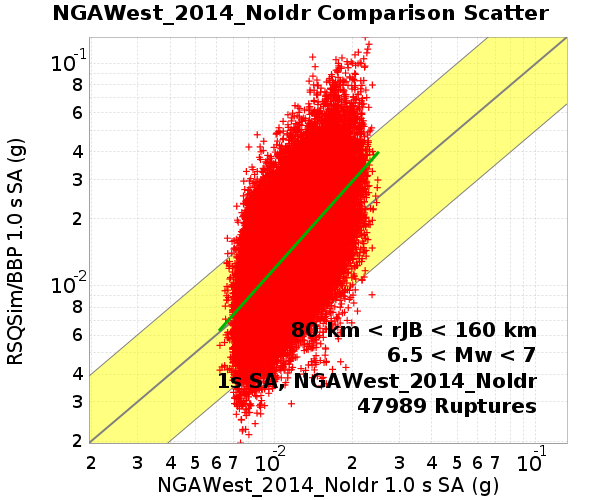 NGAWest_2014_NoIdr Comparison Scatter
RSQSim/BBP 1.0 s SA (g)
10-1
8
6
4
3
2
10-2
8
6
4
3
2
80 km < rJB < 160 km
6.5 < Mw < 7
1s SA, NGAWest_2014_NoIdr
47989 Ruptures
2 3 4 5 6 7 10-2 2 3 4 5 6 7 10-1
NGAWest_2014_NoIdr 1.0 s SA (g)